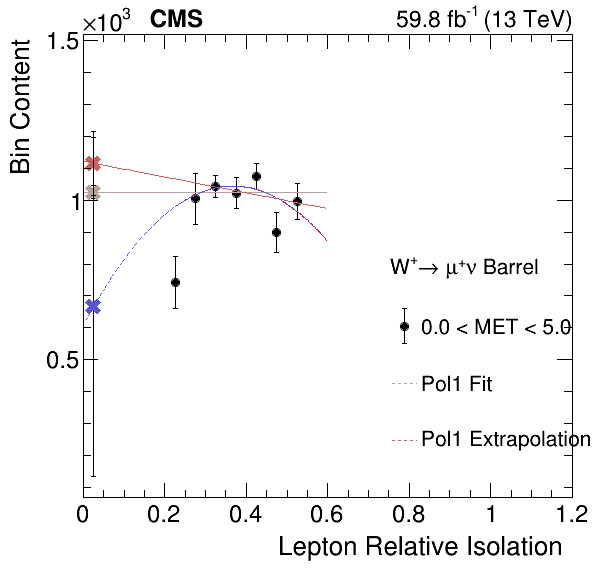 ×10³ CMS 59.8 fb⁻¹ (13 TeV)
Bin Content
1.5
1
0.5
W⁺→ μ⁺ν Barrel
0.0 < MET < 5.0
Pol1 Fit
Pol1 Extrapolation
0 0.2 0.4 0.6 0.8 1 1.2
Lepton Relative Isolation